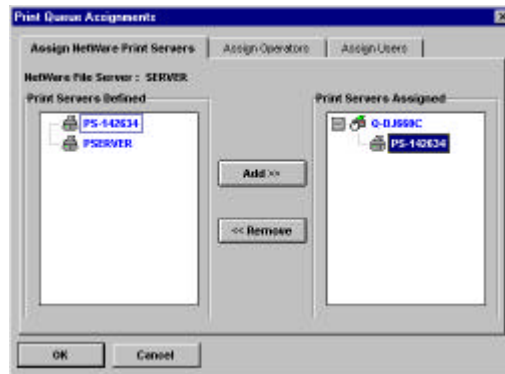 Print Queue Assignments
Assign NetWare Print Servers
Assign Operators
Assign Users
NetWare File Server : SERVER
Print Servers Defined
Print Servers Assigned
PS-142634
PSERVER
Q-DJ660C
PS-142634
Add >>
<< Remove
OK
Cancel